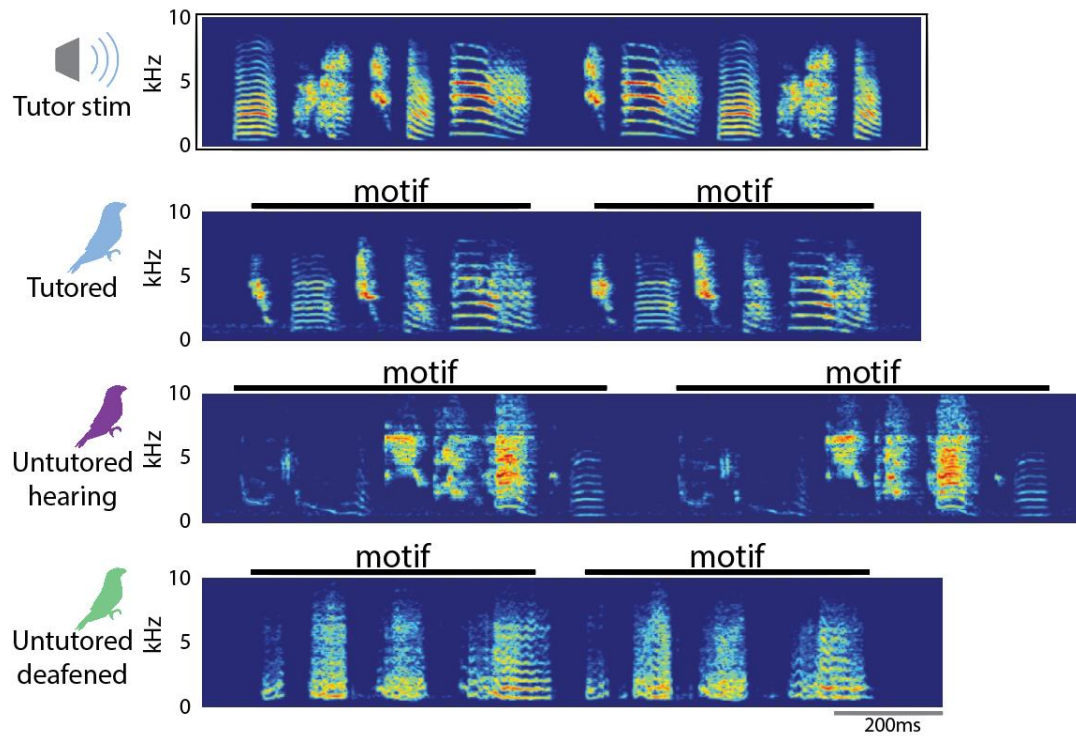 10
kHz
5
Tutor stim
0
motif
motif
10
5
Tutored
0
motif
motif
10
kHz
5
Untutored
hearing
0
motif
motif
10
kHz
5
Untutored
deafened
0
200ms